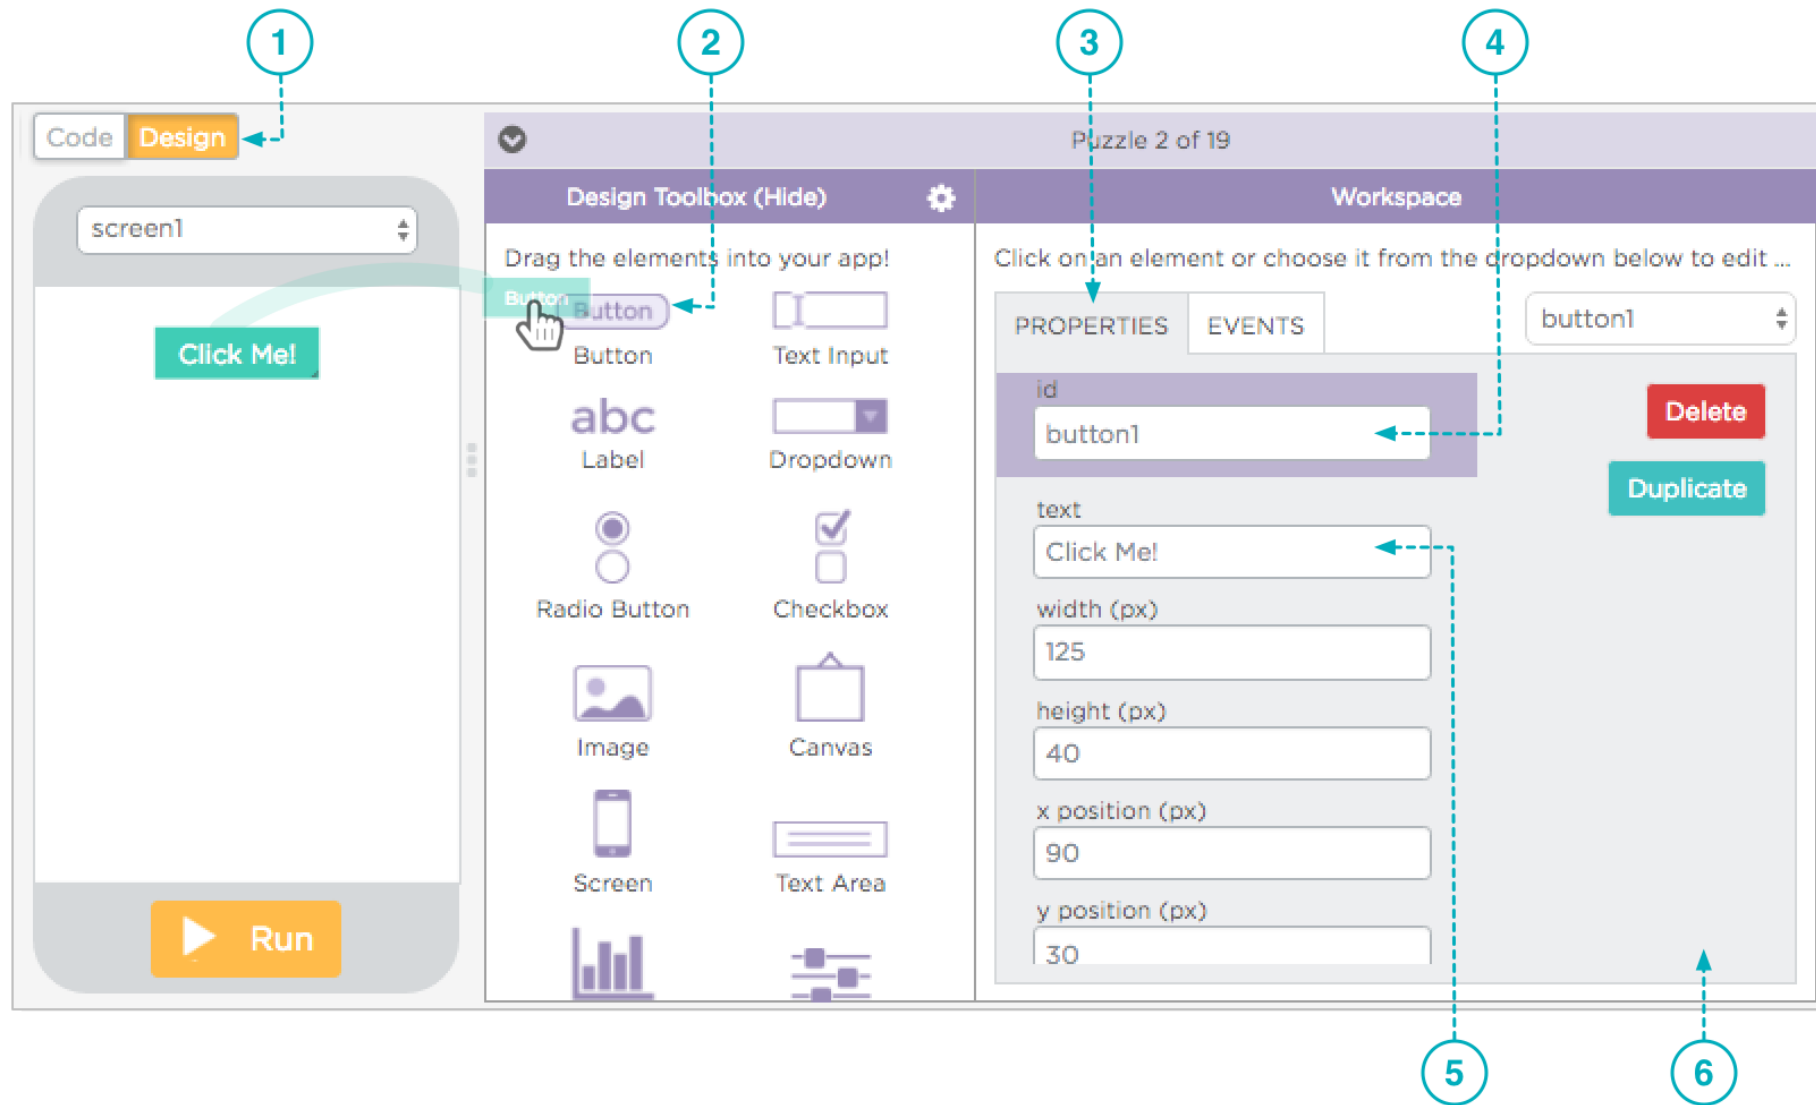 1
2
3
4
Code
Design
Puzzle 2 of 19
Design Toolbox (Hide)
Workspace
screen1
Drag the elements into your app!
Click on an element or choose it from the dropdown below to edit ...
Button
Button
Button
Text Input
PROPERTIES
EVENTS
button1
Click Me!
id
button1
Delete
abc
Label
Dropdown
Duplicate
text
Click Me!
Radio Button
Checkbox
width (px)
125
height (px)
40
Image
Canvas
x position (px)
90
Screen
Text Area
y position (px)
30
Run
5
6